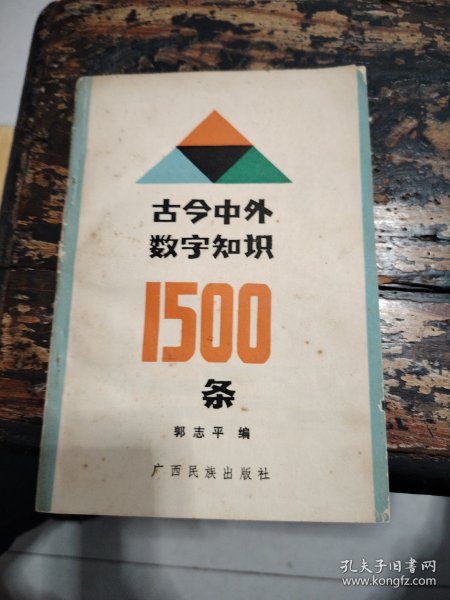 古今中外
数字知识
1500
条
郭志平 编
广西民族出版社
孔夫子旧书网
www.kongfz.com